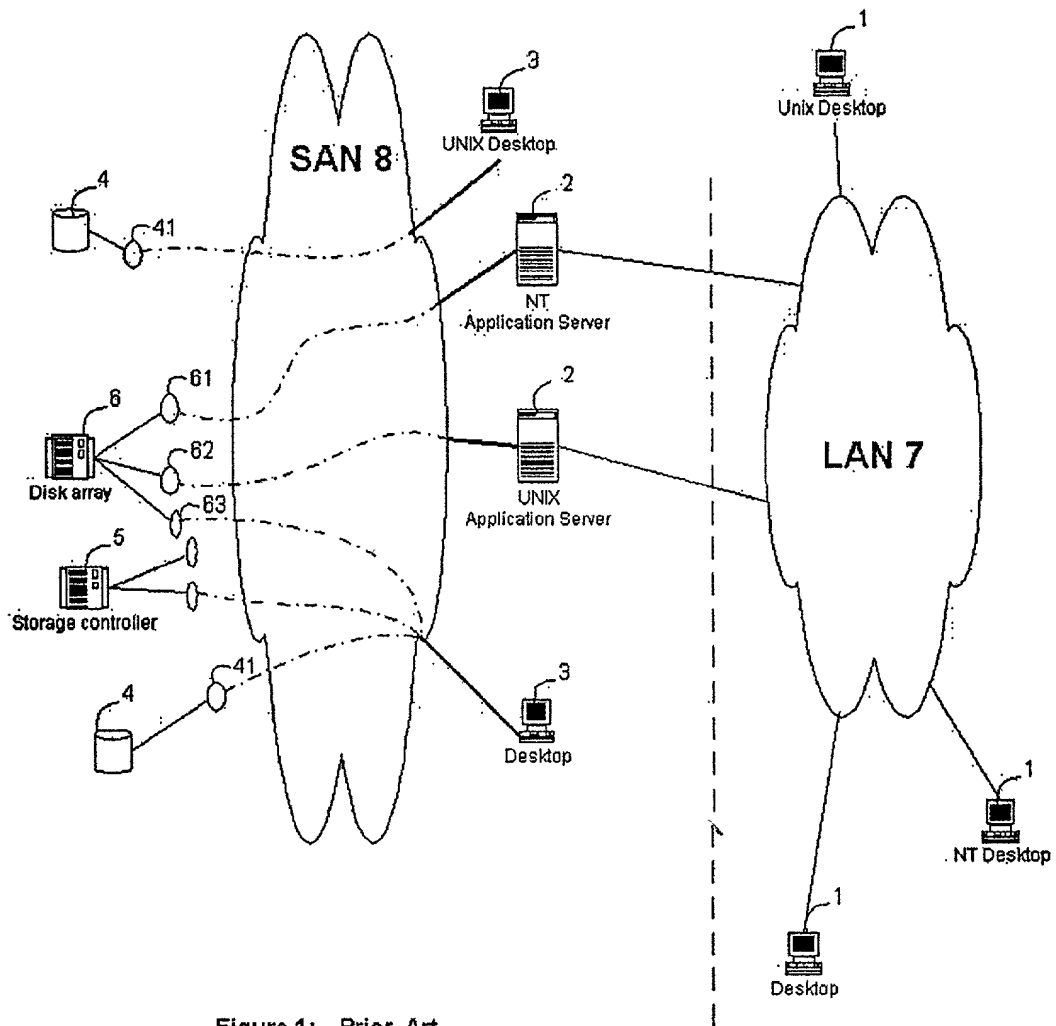 1
Unix Desktop
3
UNIX Desktop
SAN 8
4
41
2
NT
Application Server
61
6
62
Disk array
63
2
UNIX
Application Server
LAN 7
5
Storage controller
41
4
3
Desktop
1
NT Desktop
1
Desktop
Figure 1: Prior Art